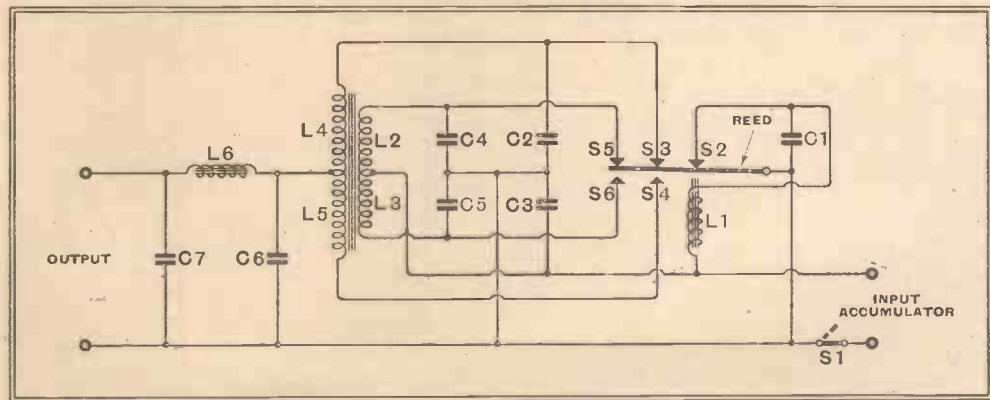 L4
L2
C4
C2
S5
S3
S2
REED
C1
L6
L5
L3
C5
C3
S6
S4
L1
OUTPUT
C7
C6
INPUT
ACCUMULATOR
S1